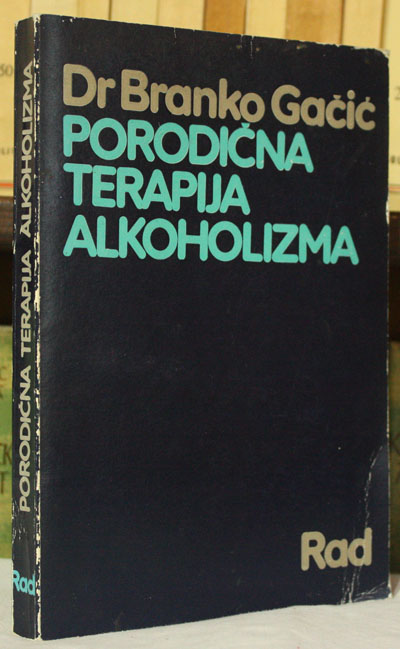 Dr Branko Gačić
PORODIČNA
TERAPIJA
ALKOHOLIZMA
Rad
PORODIČNA TERAPIJA ALKOHOLIZMA
Rad